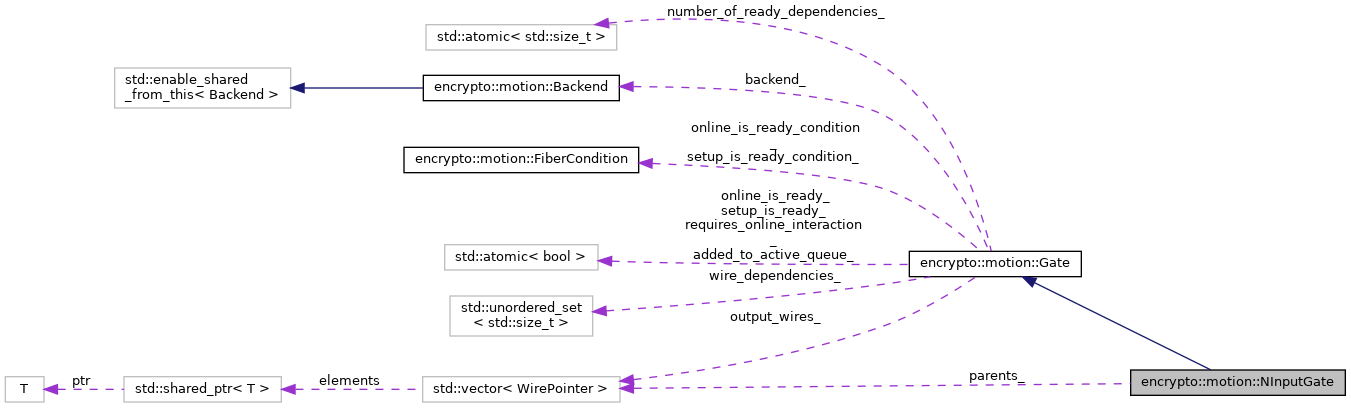 number_of_ready_dependencies_
std::atomic< std::size_t >
std::enable_shared
_from_this< Backend >
encrypto::motion::Backend
backend_
online_is_ready_condition
_
setup_is_ready_condition_
encrypto::motion::FiberCondition
online_is_ready_
setup_is_ready_
requires_online_interaction
_
added_to_active_queue_
std::atomic< bool >
encrypto::motion::Gate
wire_dependencies_
std::unordered_set
< std::size_t >
output_wires_
T
ptr
std::shared_ptr< T >
elements
std::vector< WirePointer >
parents_
encrypto::motion::NInputGate